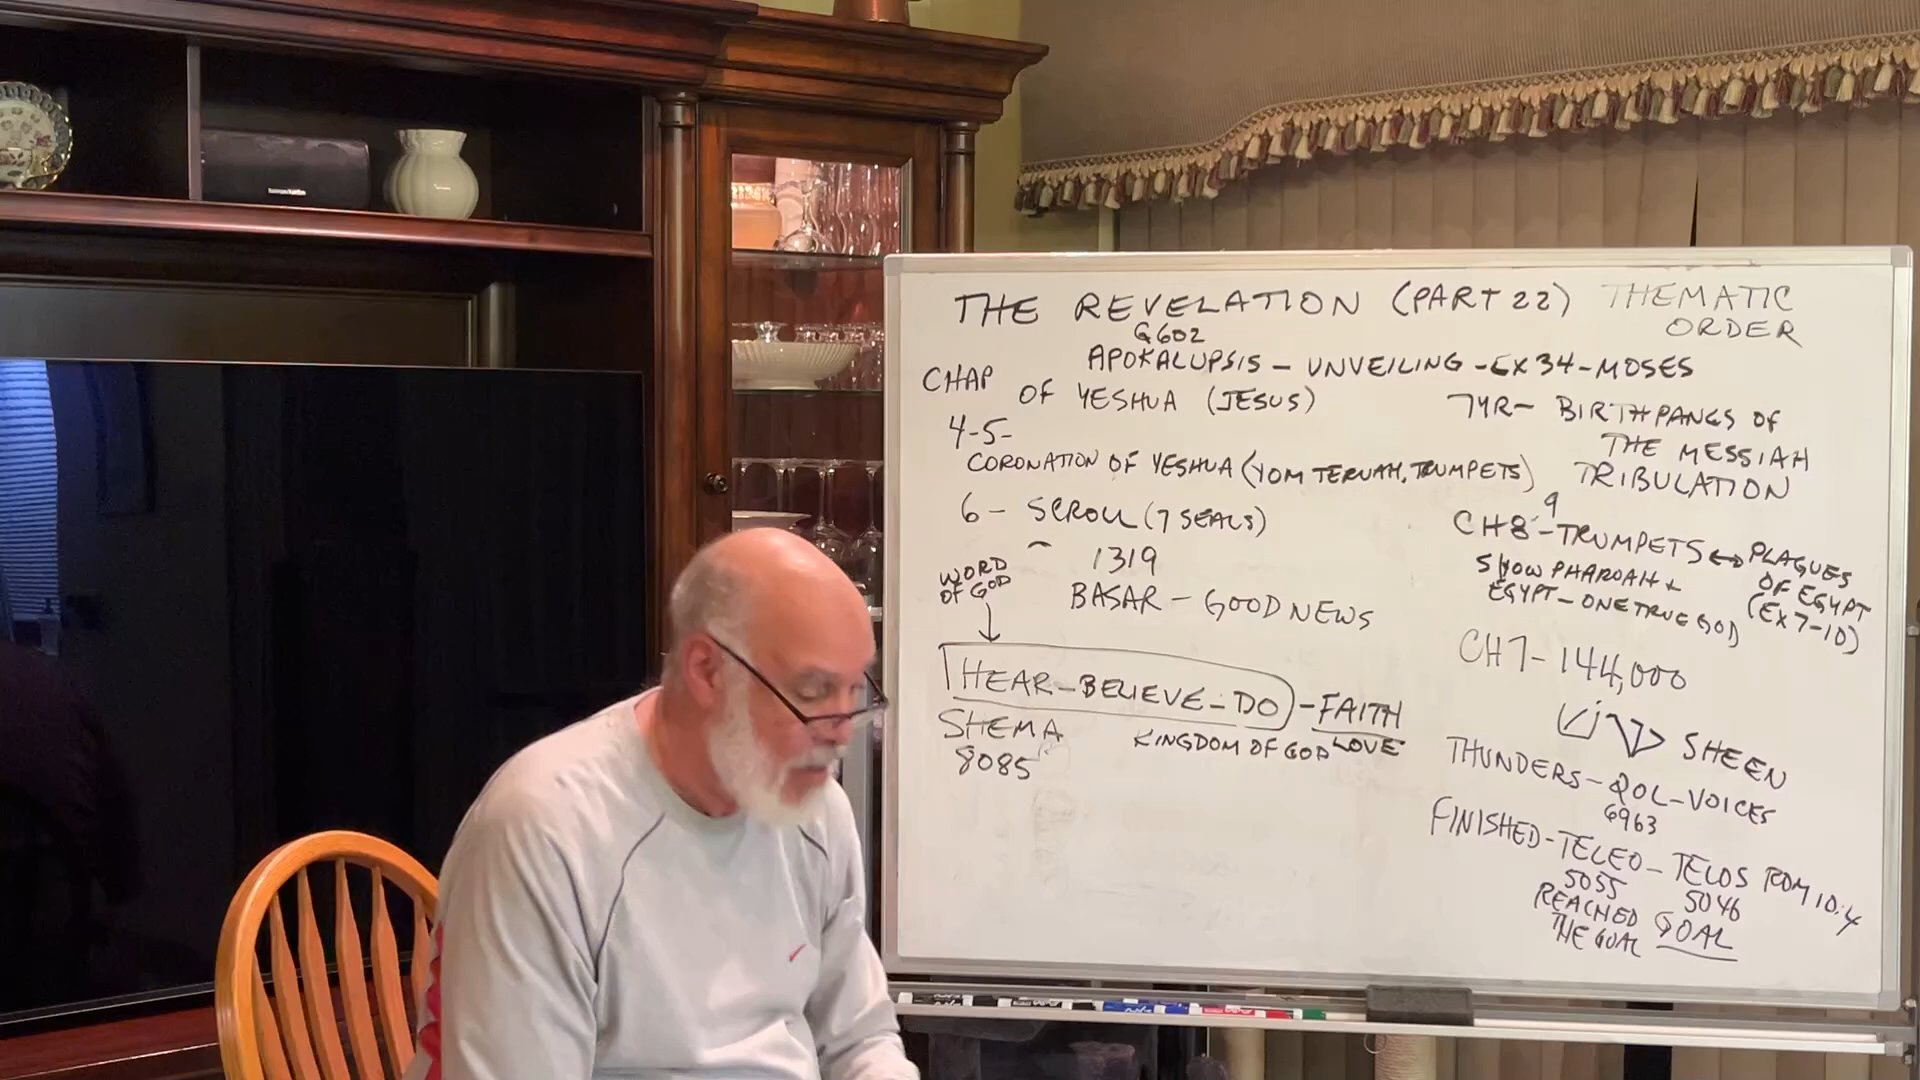 THE REVELATION (PART 22) THEMATIC ORDER
G602
APOKALUPSIS - UNVEILING - EX 34 - MOSES
CHAP OF YESHUA (JESUS)
4-5-
CORONATION OF YESHUA (YOM TERUAH, TRUMPETS)
6 - SCROLL (7 SEALS)
WORD OF GOD
1319
BASAR - GOOD NEWS
HEAR - BELIEVE - DO - FAITH
SHEMA
8085
KINGDOM OF GOD LOVE
7YR - BIRTHPANGS OF
THE MESSIAH
TRIBULATION
9
CH 8 - TRUMPETS ↔ PLAGUES
OF EGYPT
(EX 7-10)
SHOW PHAROAH +
EGYPT - ONE TRUE GOD
CH 7 - 144,000
SHEEN
THUNDERS - QOL - VOICES
6963
FINISHED - TELEO - TELOS ROM 10:4
5055 5046
REACHED GOAL
THE GOAL